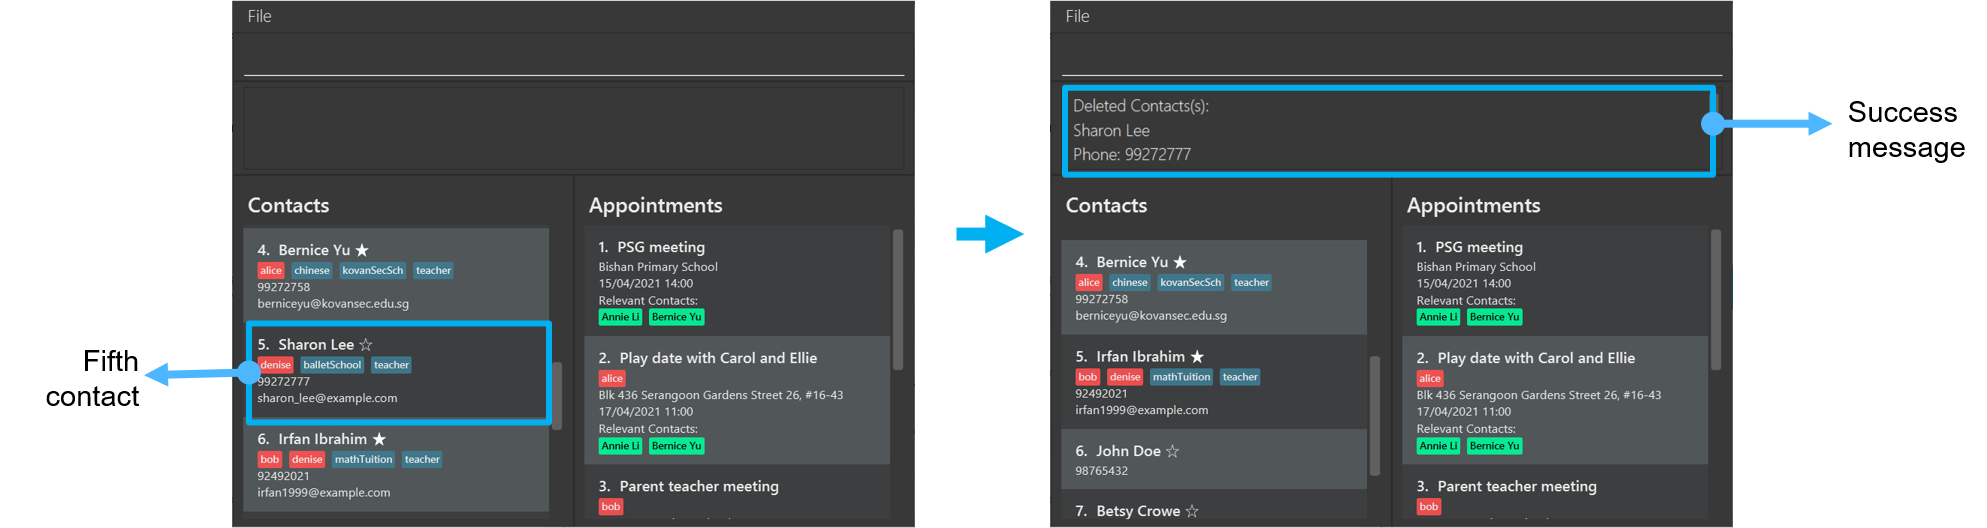 File
Contacts
4. Bernice Yu ★
alice chinese kovanSecSch teacher
99272758
berniceyu@kovansec.edu.sg
5. Sharon Lee ☆
denise balletSchool teacher
99272777
sharon_lee@example.com
6. Irfan Ibrahim ★
bob denise mathTuition teacher
92492021
irfan1999@example.com
Fifth
contact
Appointments
1. PSG meeting
Bishan Primary School
15/04/2021 14:00
Relevant Contacts:
Annie Li Bernice Yu
2. Play date with Carol and Ellie
alice
Blk 436 Serangoon Gardens Street 26, #16-43
17/04/2021 11:00
Relevant Contacts:
Annie Li Bernice Yu
3. Parent teacher meeting
bob
File
Deleted Contacts(s):
Sharon Lee
Phone: 99272777
Success
message
Contacts
4. Bernice Yu ★
alice chinese kovanSecSch teacher
99272758
berniceyu@kovansec.edu.sg
5. Irfan Ibrahim ★
bob denise mathTuition teacher
92492021
irfan1999@example.com
6. John Doe ☆
98765432
7. Betsy Crowe ☆
Appointments
1. PSG meeting
Bishan Primary School
15/04/2021 14:00
Relevant Contacts:
Annie Li Bernice Yu
2. Play date with Carol and Ellie
alice
Blk 436 Serangoon Gardens Street 26, #16-43
17/04/2021 11:00
Relevant Contacts:
Annie Li Bernice Yu
3. Parent teacher meeting
bob